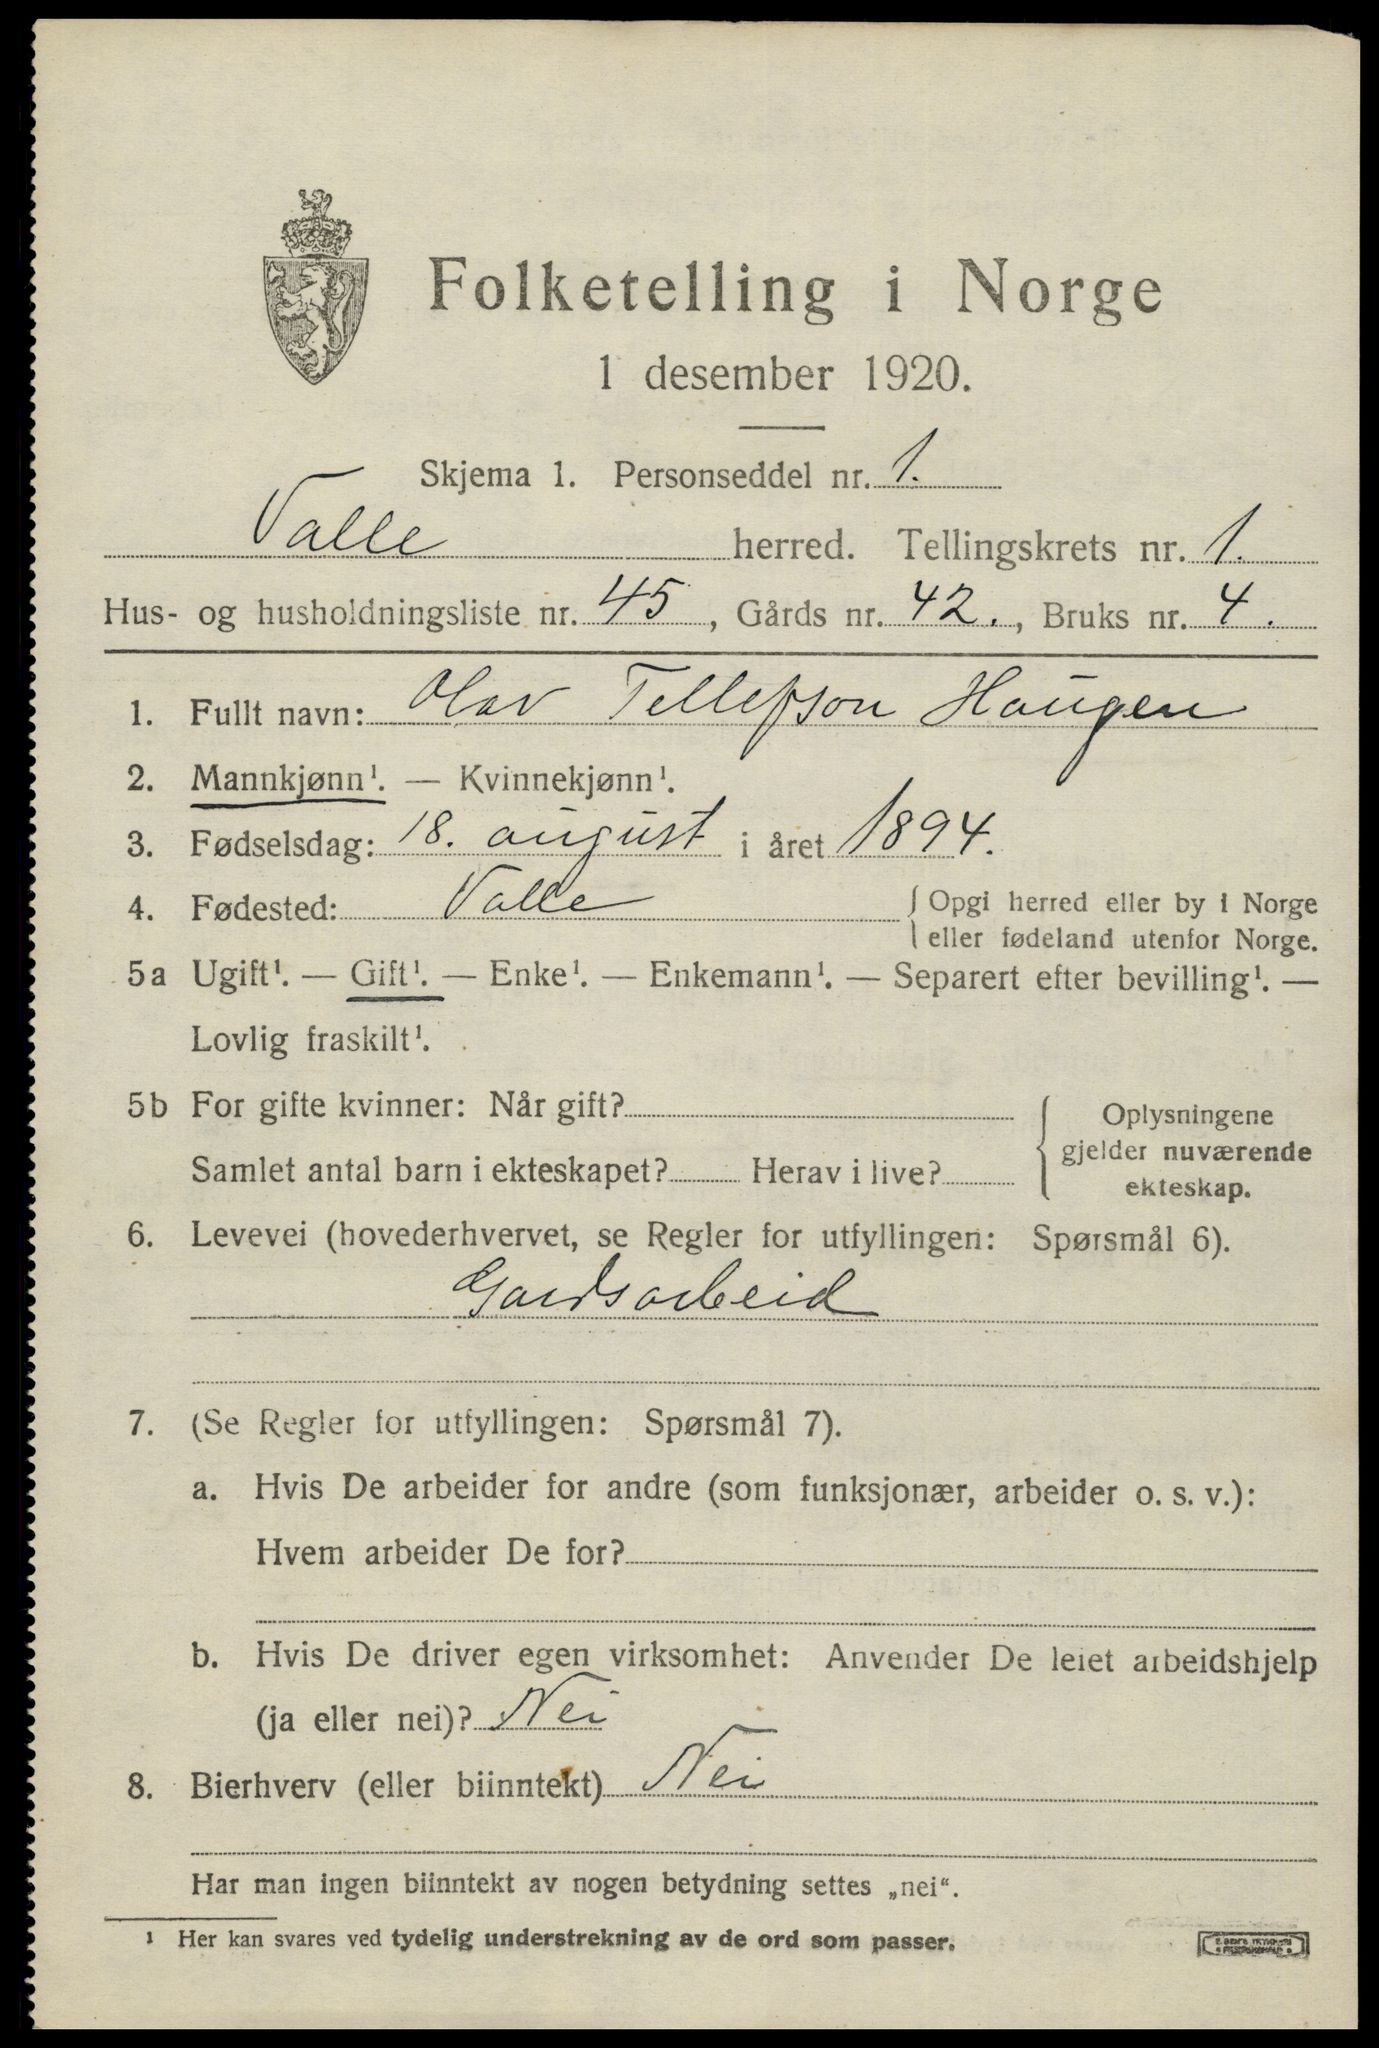 Folketelling i Norge
1 desember 1920.
Skjema 1. Personseddel nr. 1.
Valle herred. Tellingskrets nr. 1.
Hus- og husholdningsliste nr. 45, Gårds nr. 42., Bruks nr. 4.
1. Fullt navn: Olav Tellefson Haugen
2. Mannkjønn¹. — Kvinnekjønn¹.
3. Fødselsdag: 18. august i året 1894.
4. Fødested: Valle { Opgi herred eller by i Norge
eller fødeland utenfor Norge.
5a Ugift¹. — Gift¹. — Enke¹. — Enkemann¹. — Separert efter bevilling¹. —
Lovlig fraskilt¹.
5b For gifte kvinner: Når gift? { Oplysningene
gjelder nuværende
Samlet antal barn i ekteskapet? Herav i live? ekteskap.
6. Levevei (hovederhvervet, se Regler for utfyllingen: Spørsmål 6).
Gardsarbeid
7. (Se Regler for utfyllingen: Spørsmål 7).
a. Hvis De arbeider for andre (som funksjonær, arbeider o. s. v.):
Hvem arbeider De for?
b. Hvis De driver egen virksomhet: Anvender De leiet arbeidshjelp
(ja eller nei)? Nei
8. Bierhverv (eller biinntekt) Nei
Har man ingen biinntekt av nogen betydning settes „nei“.
¹ Her kan svares ved tydelig understrekning av de ord som passer.